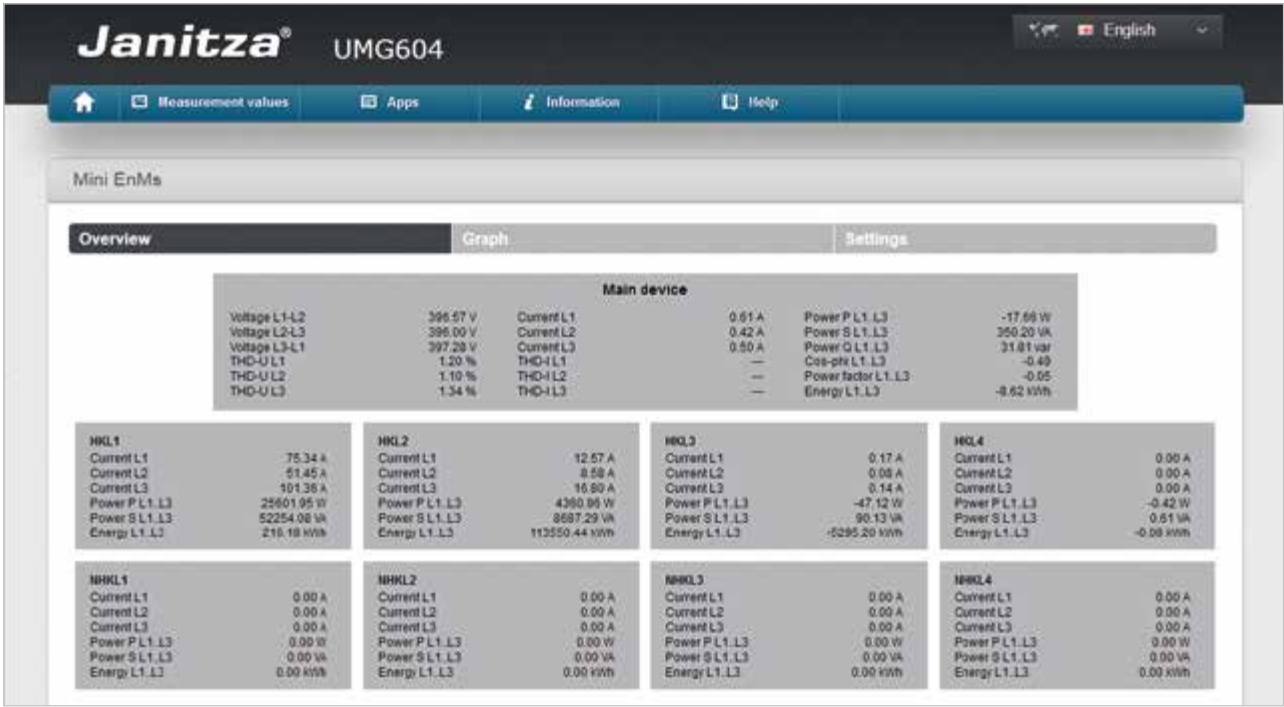 Janitza® UMG604
English
Measurement values Apps Information Help
Mini EnMs
Overview Graph Settings
Main device
Voltage L1-L2 396.57 V Current L1 0.61 A Power P L1..L3 -17.66 W
Voltage L2-L3 396.00 V Current L2 0.42 A Power S L1..L3 350.20 VA
Voltage L3-L1 397.28 V Current L3 0.50 A Power Q L1..L3 31.81 var
THD-U L1 1.20 % THD-I L1 --- Cos-phi L1..L3 -0.49
THD-U L2 1.10 % THD-I L2 --- Power factor L1..L3 -0.05
THD-U L3 1.34 % THD-I L3 --- Energy L1..L3 -8.62 kWh
HKL1
Current L1 75.34 A
Current L2 51.45 A
Current L3 101.36 A
Power P L1..L3 25601.95 W
Power S L1..L3 52254.08 VA
Energy L1..L3 216.18 kWh
HKL2
Current L1 12.57 A
Current L2 8.58 A
Current L3 16.80 A
Power P L1..L3 4360.86 W
Power S L1..L3 8687.29 VA
Energy L1..L3 113550.44 kWh
HKL3
Current L1 0.17 A
Current L2 0.08 A
Current L3 0.14 A
Power P L1..L3 -47.12 W
Power S L1..L3 90.13 VA
Energy L1..L3 -5295.20 kWh
HKL4
Current L1 0.00 A
Current L2 0.00 A
Current L3 0.00 A
Power P L1..L3 -0.42 W
Power S L1..L3 0.61 VA
Energy L1..L3 -0.08 kWh
NHKL1
Current L1 0.00 A
Current L2 0.00 A
Current L3 0.00 A
Power P L1..L3 0.00 W
Power S L1..L3 0.00 VA
Energy L1..L3 0.00 kWh
NHKL2
Current L1 0.00 A
Current L2 0.00 A
Current L3 0.00 A
Power P L1..L3 0.00 W
Power S L1..L3 0.00 VA
Energy L1..L3 0.00 kWh
NHKL3
Current L1 0.00 A
Current L2 0.00 A
Current L3 0.00 A
Power P L1..L3 0.00 W
Power S L1..L3 0.00 VA
Energy L1..L3 0.00 kWh
NHKL4
Current L1 0.00 A
Current L2 0.00 A
Current L3 0.00 A
Power P L1..L3 0.00 W
Power S L1..L3 0.00 VA
Energy L1..L3 0.00 kWh